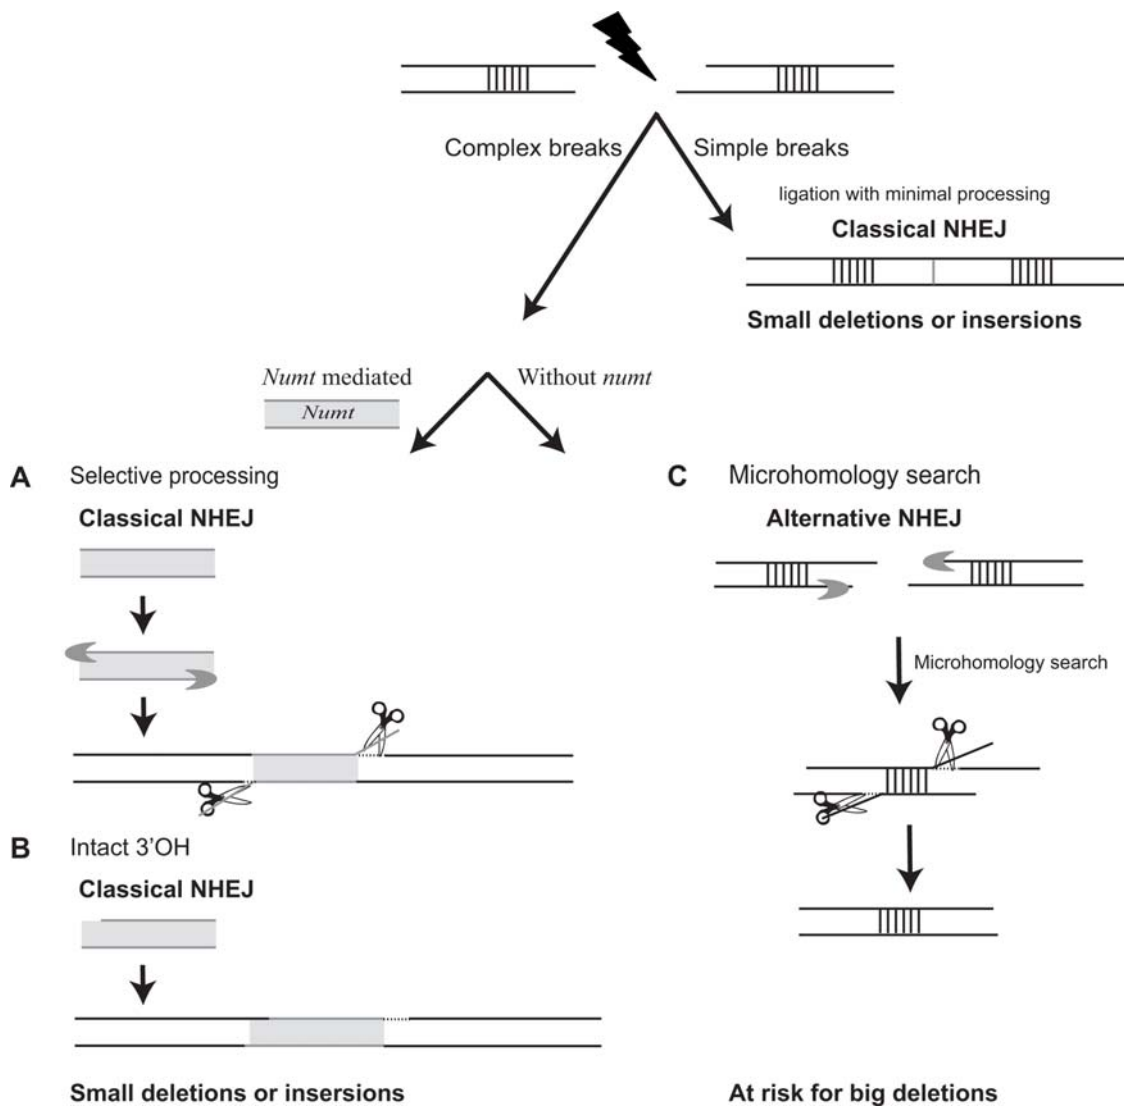 Complex breaks
Simple breaks
ligation with minimal processing
Classical NHEJ
Small deletions or insersions
Numt mediated
Without numt
Numt
A Selective processing
Classical NHEJ
C Microhomology search
Alternative NHEJ
Microhomology search
B Intact 3'OH
Classical NHEJ
Small deletions or insersions
At risk for big deletions